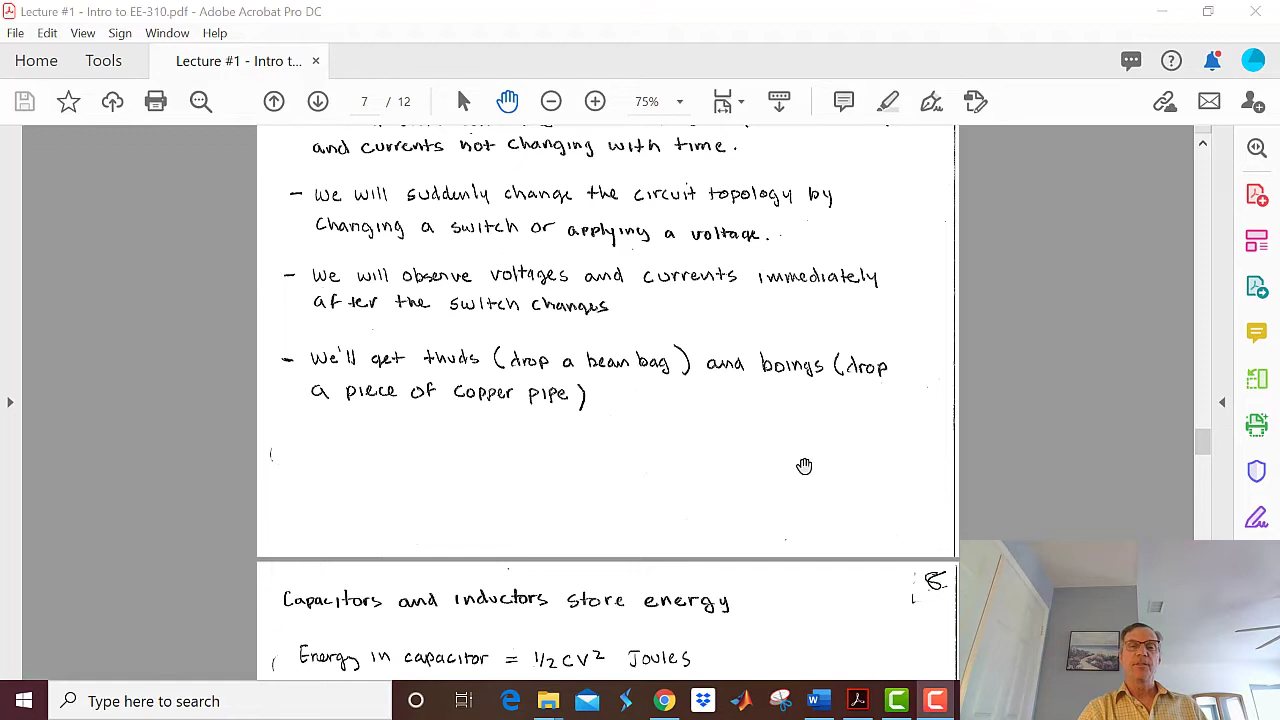 Lecture #1 - Intro to EE-310.pdf - Adobe Acrobat Pro DC
File Edit View Sign Window Help
Home Tools Lecture #1 - Intro t... ×
7 / 12 75%
and currents not changing with time.
- We will suddenly change the circuit topology by
changing a switch or applying a voltage.
- We will observe voltages and currents immediately
after the switch changes
- We'll get thuds (drop a bean bag) and boings (drop
a piece of copper pipe)
8
Capacitors and inductors store energy
Energy in capacitor = 1/2 CV² Joules
Type here to search